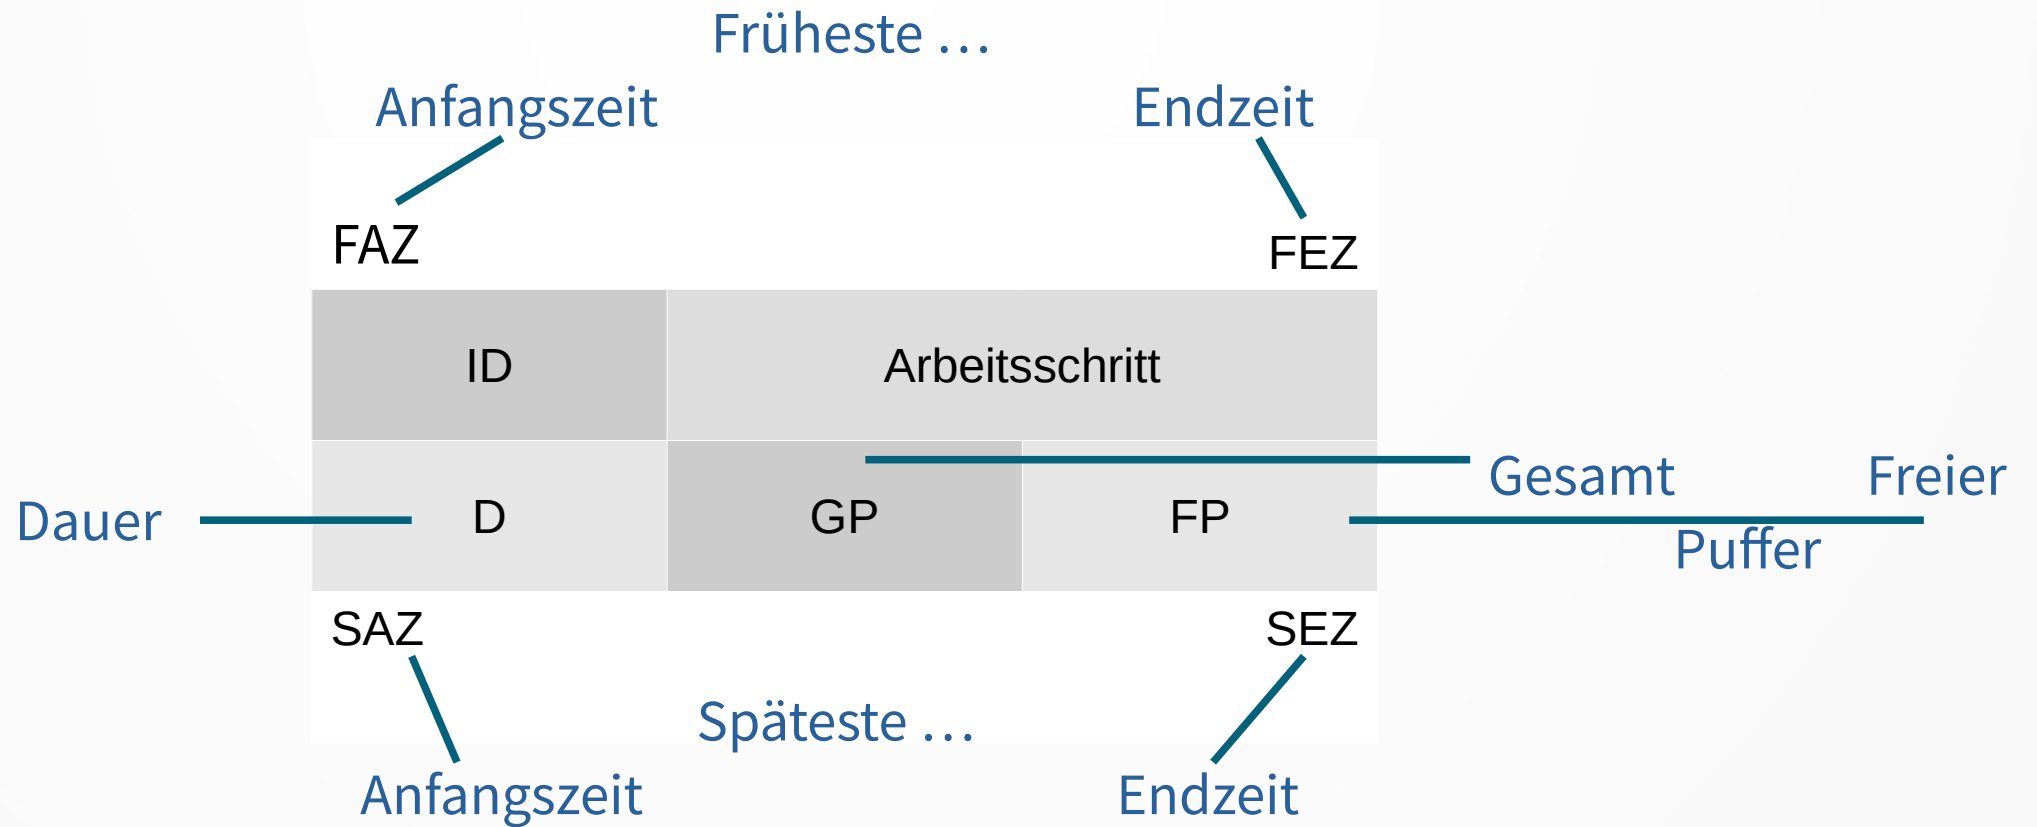 Früheste …
Anfangszeit Endzeit
FAZ FEZ
ID Arbeitsschritt
Gesamt Freier
Dauer D GP FP
Puffer
SAZ SEZ
Späteste …
Anfangszeit Endzeit